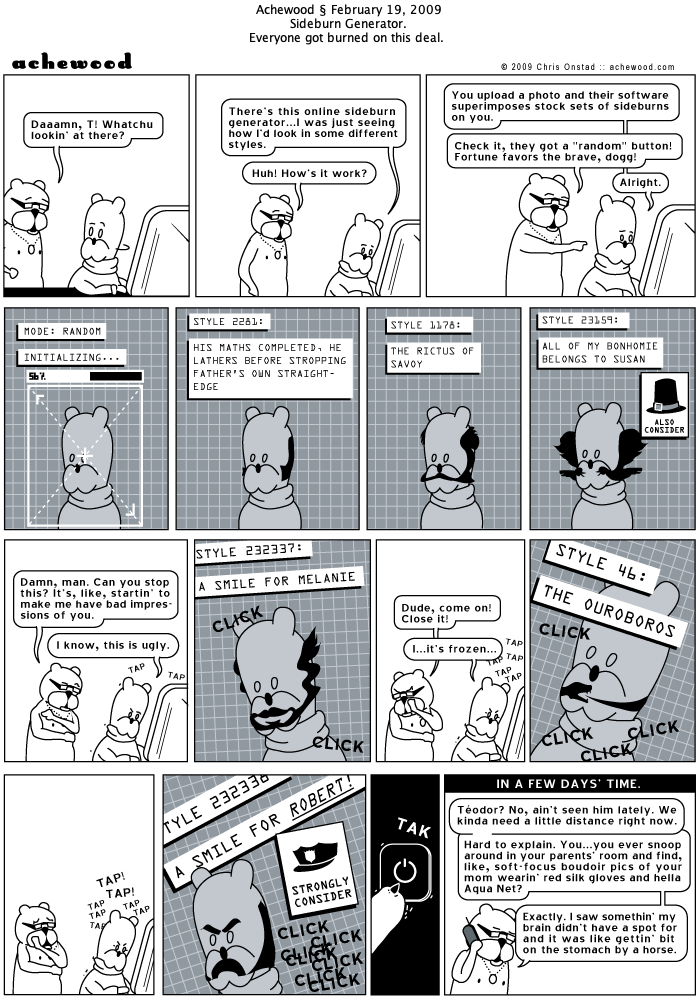 Achewood § February 19, 2009
Sideburn Generator.
Everyone got burned on this deal.
achewood
© 2009 Chris Onstad :: achewood.com
Daaamn, T! Whatchu
lookin' at there?
There's this online sideburn
generator...I was just seeing
how I'd look in some different
styles.
Huh! How's it work?
You upload a photo and their software
superimposes stock sets of sideburns
on you.
Check it, they got a "random" button!
Fortune favors the brave, dogg!
Alright.
MODE: RANDOM
INITIALIZING...
56%
STYLE 2281:
HIS MATHS COMPLETED, HE
LATHERS BEFORE STROPPING
FATHER'S OWN STRAIGHT-
EDGE
STYLE 1178:
THE RICTUS OF
SAVOY
STYLE 23159:
ALL OF MY BONHOMIE
BELONGS TO SUSAN
ALSO
CONSIDER
Damn, man. Can you stop
this? It's, like, startin' to
make me have bad impres-
sions of you.
I know, this is ugly.
TAP
TAP
STYLE 232337:
A SMILE FOR MELANIE
CLICK
CLICK
Dude, come on!
Close it!
I...it's frozen...
TAP
TAP
TAP
TAP
TAP
TAP
STYLE 46:
THE OUROBOROS
CLICK
CLICK
CLICK
CLICK
TAP!
TAP!
TAP
TAP
TAP
TAP
TAP
TYLE 232338
A SMILE FOR ROBERT!
STRONGLY
CONSIDER
CLICK
CLICK
CLICK
CLICK
CLICK
CLICK
CLICK
CLICK
TAK
IN A FEW DAYS' TIME.
Téodor? No, ain't seen him lately. We
kinda need a little distance right now.
Hard to explain. You...you ever snoop
around in your parents' room and find,
like, soft-focus boudoir pics of your
mom wearin' red silk gloves and hella
Aqua Net?
Exactly. I saw somethin' my
brain didn't have a spot for
and it was like gettin' bit
on the stomach by a horse.